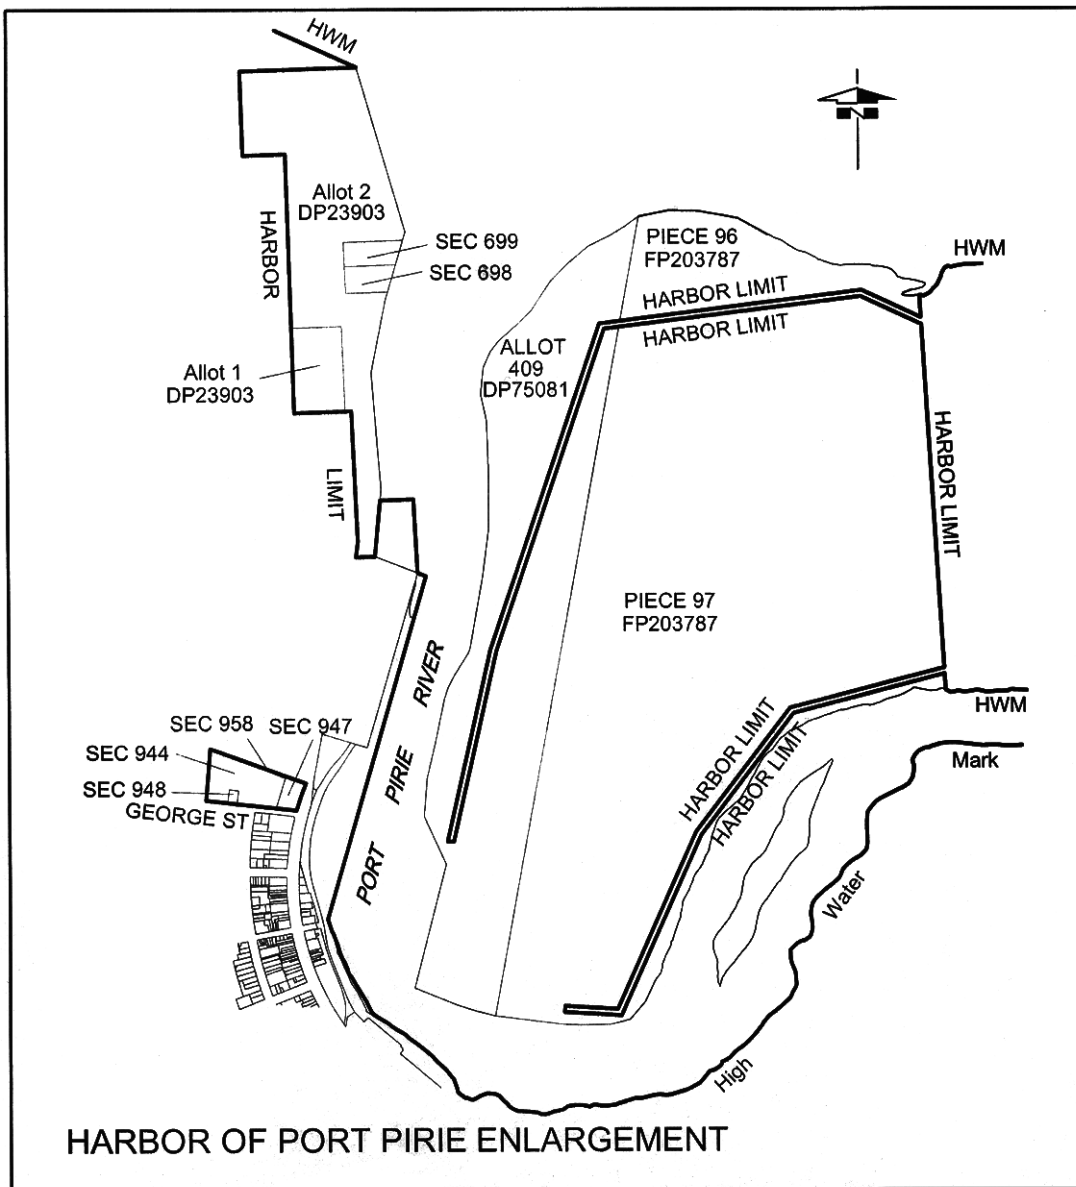 HWM
N
Allot 2
DP23903
HARBOR
SEC 699
SEC 698
PIECE 96
FP203787
HWM
HARBOR LIMIT
HARBOR LIMIT
ALLOT
409
DP75081
Allot 1
DP23903
HARBOR LIMIT
LIMIT
PIECE 97
FP203787
PORT PIRIE RIVER
SEC 958
SEC 947
SEC 944
SEC 948
GEORGE ST
HARBOR LIMIT
HARBOR LIMIT
HWM
Mark
Water
High
HARBOR OF PORT PIRIE ENLARGEMENT